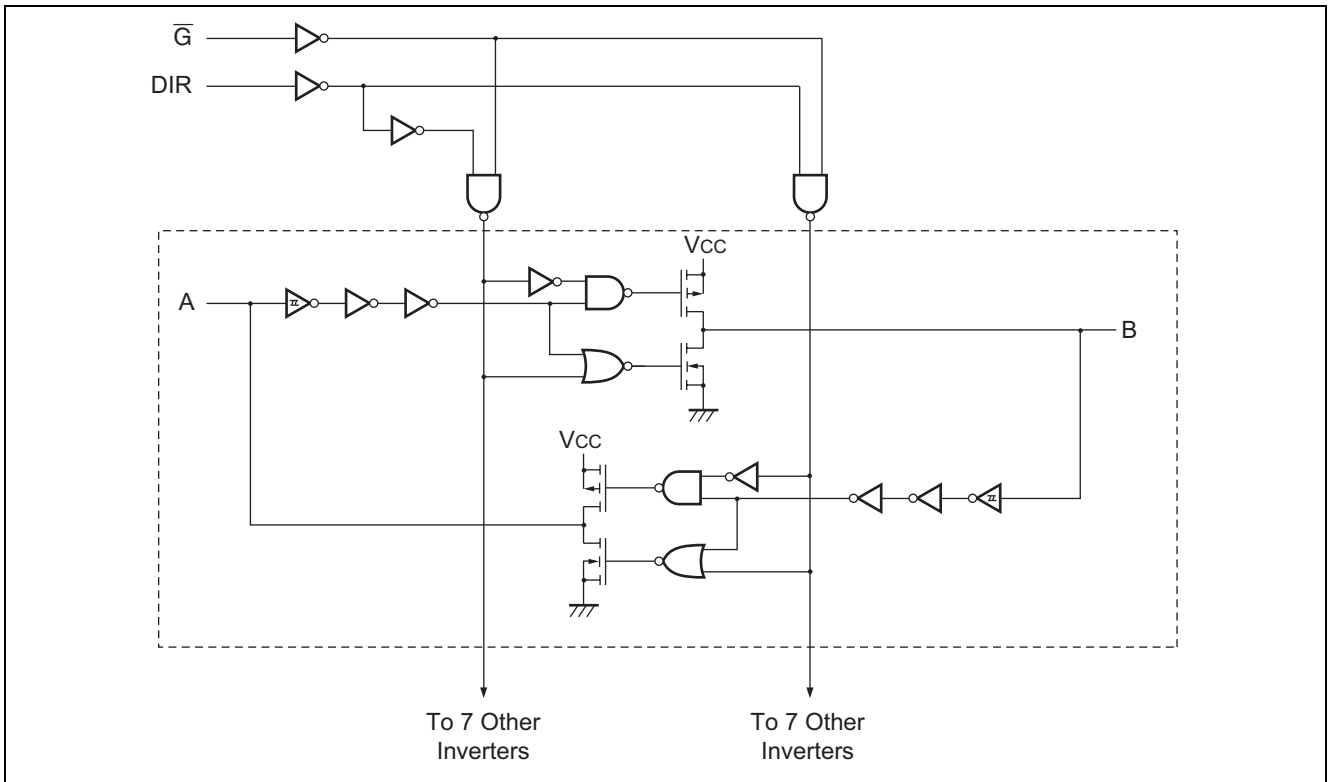 G̅
DIR
VCC
A
B
VCC
To 7 Other
Inverters
To 7 Other
Inverters